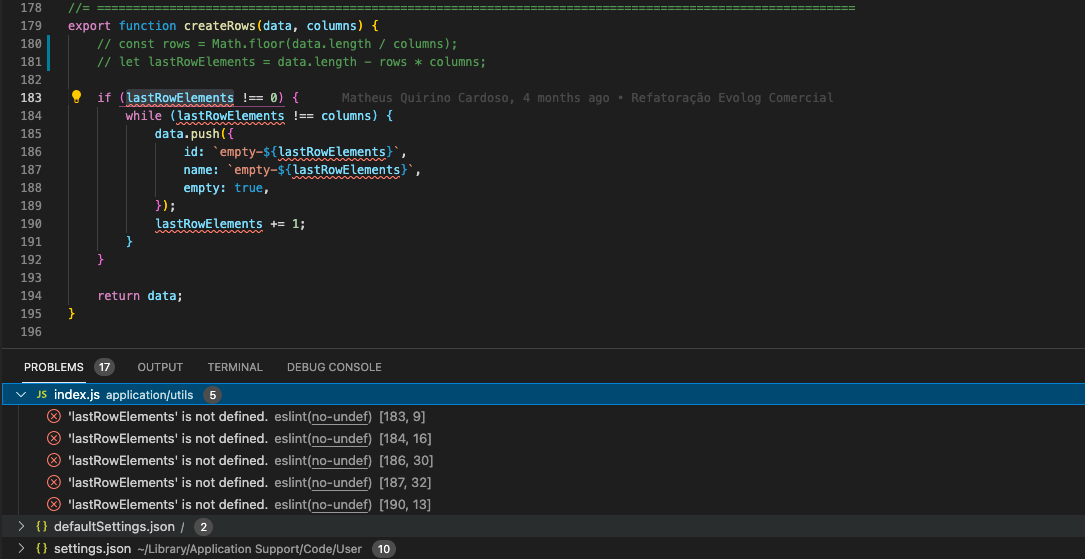 178 //= ===========================================================================================================
179 export function createRows(data, columns) {
180 // const rows = Math.floor(data.length / columns);
181 // let lastRowElements = data.length - rows * columns;
182
183 if (lastRowElements !== 0) { Matheus Quirino Cardoso, 4 months ago • Refatoração Evolog Comercial
184 while (lastRowElements !== columns) {
185 data.push({
186 id: `empty-${lastRowElements}`,
187 name: `empty-${lastRowElements}`,
188 empty: true,
189 });
190 lastRowElements += 1;
191 }
192 }
193
194 return data;
195 }
196
PROBLEMS 17 OUTPUT TERMINAL DEBUG CONSOLE
JS index.js application/utils 5
'lastRowElements' is not defined. eslint(no-undef) [183, 9]
'lastRowElements' is not defined. eslint(no-undef) [184, 16]
'lastRowElements' is not defined. eslint(no-undef) [186, 30]
'lastRowElements' is not defined. eslint(no-undef) [187, 32]
'lastRowElements' is not defined. eslint(no-undef) [190, 13]
{} defaultSettings.json / 2
{} settings.json ~/Library/Application Support/Code/User 10